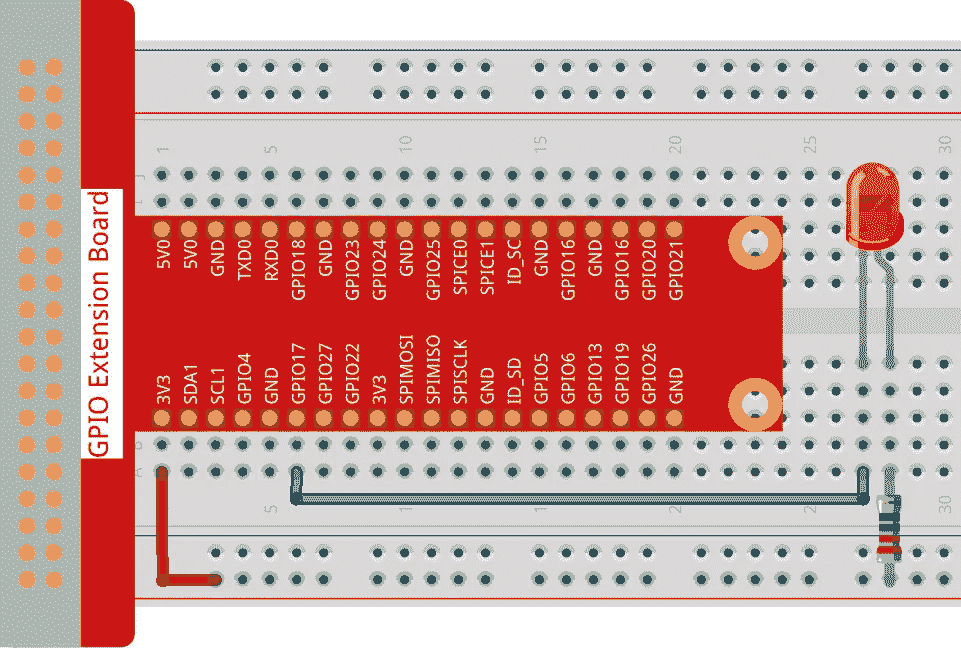 GPIO Extension Board
1 5 10 15 20 25 30
J
5V0 5V0 GND TXD0 RXD0 GPIO18 GND GPIO23 GPIO24 GND GPIO25 SPICE0 SPICE1 ID_SC GND GPIO16 GND GPIO16 GPIO20 GPIO21
3V3 SDA1 SCL1 GPIO4 GND GPIO17 GPIO27 GPIO22 3V3 SPIMOSI SPIMISO SPISCLK GND ID_SD GPIO5 GPIO6 GPIO13 GPIO19 GPIO26 GND
5 1 1 2 2 30